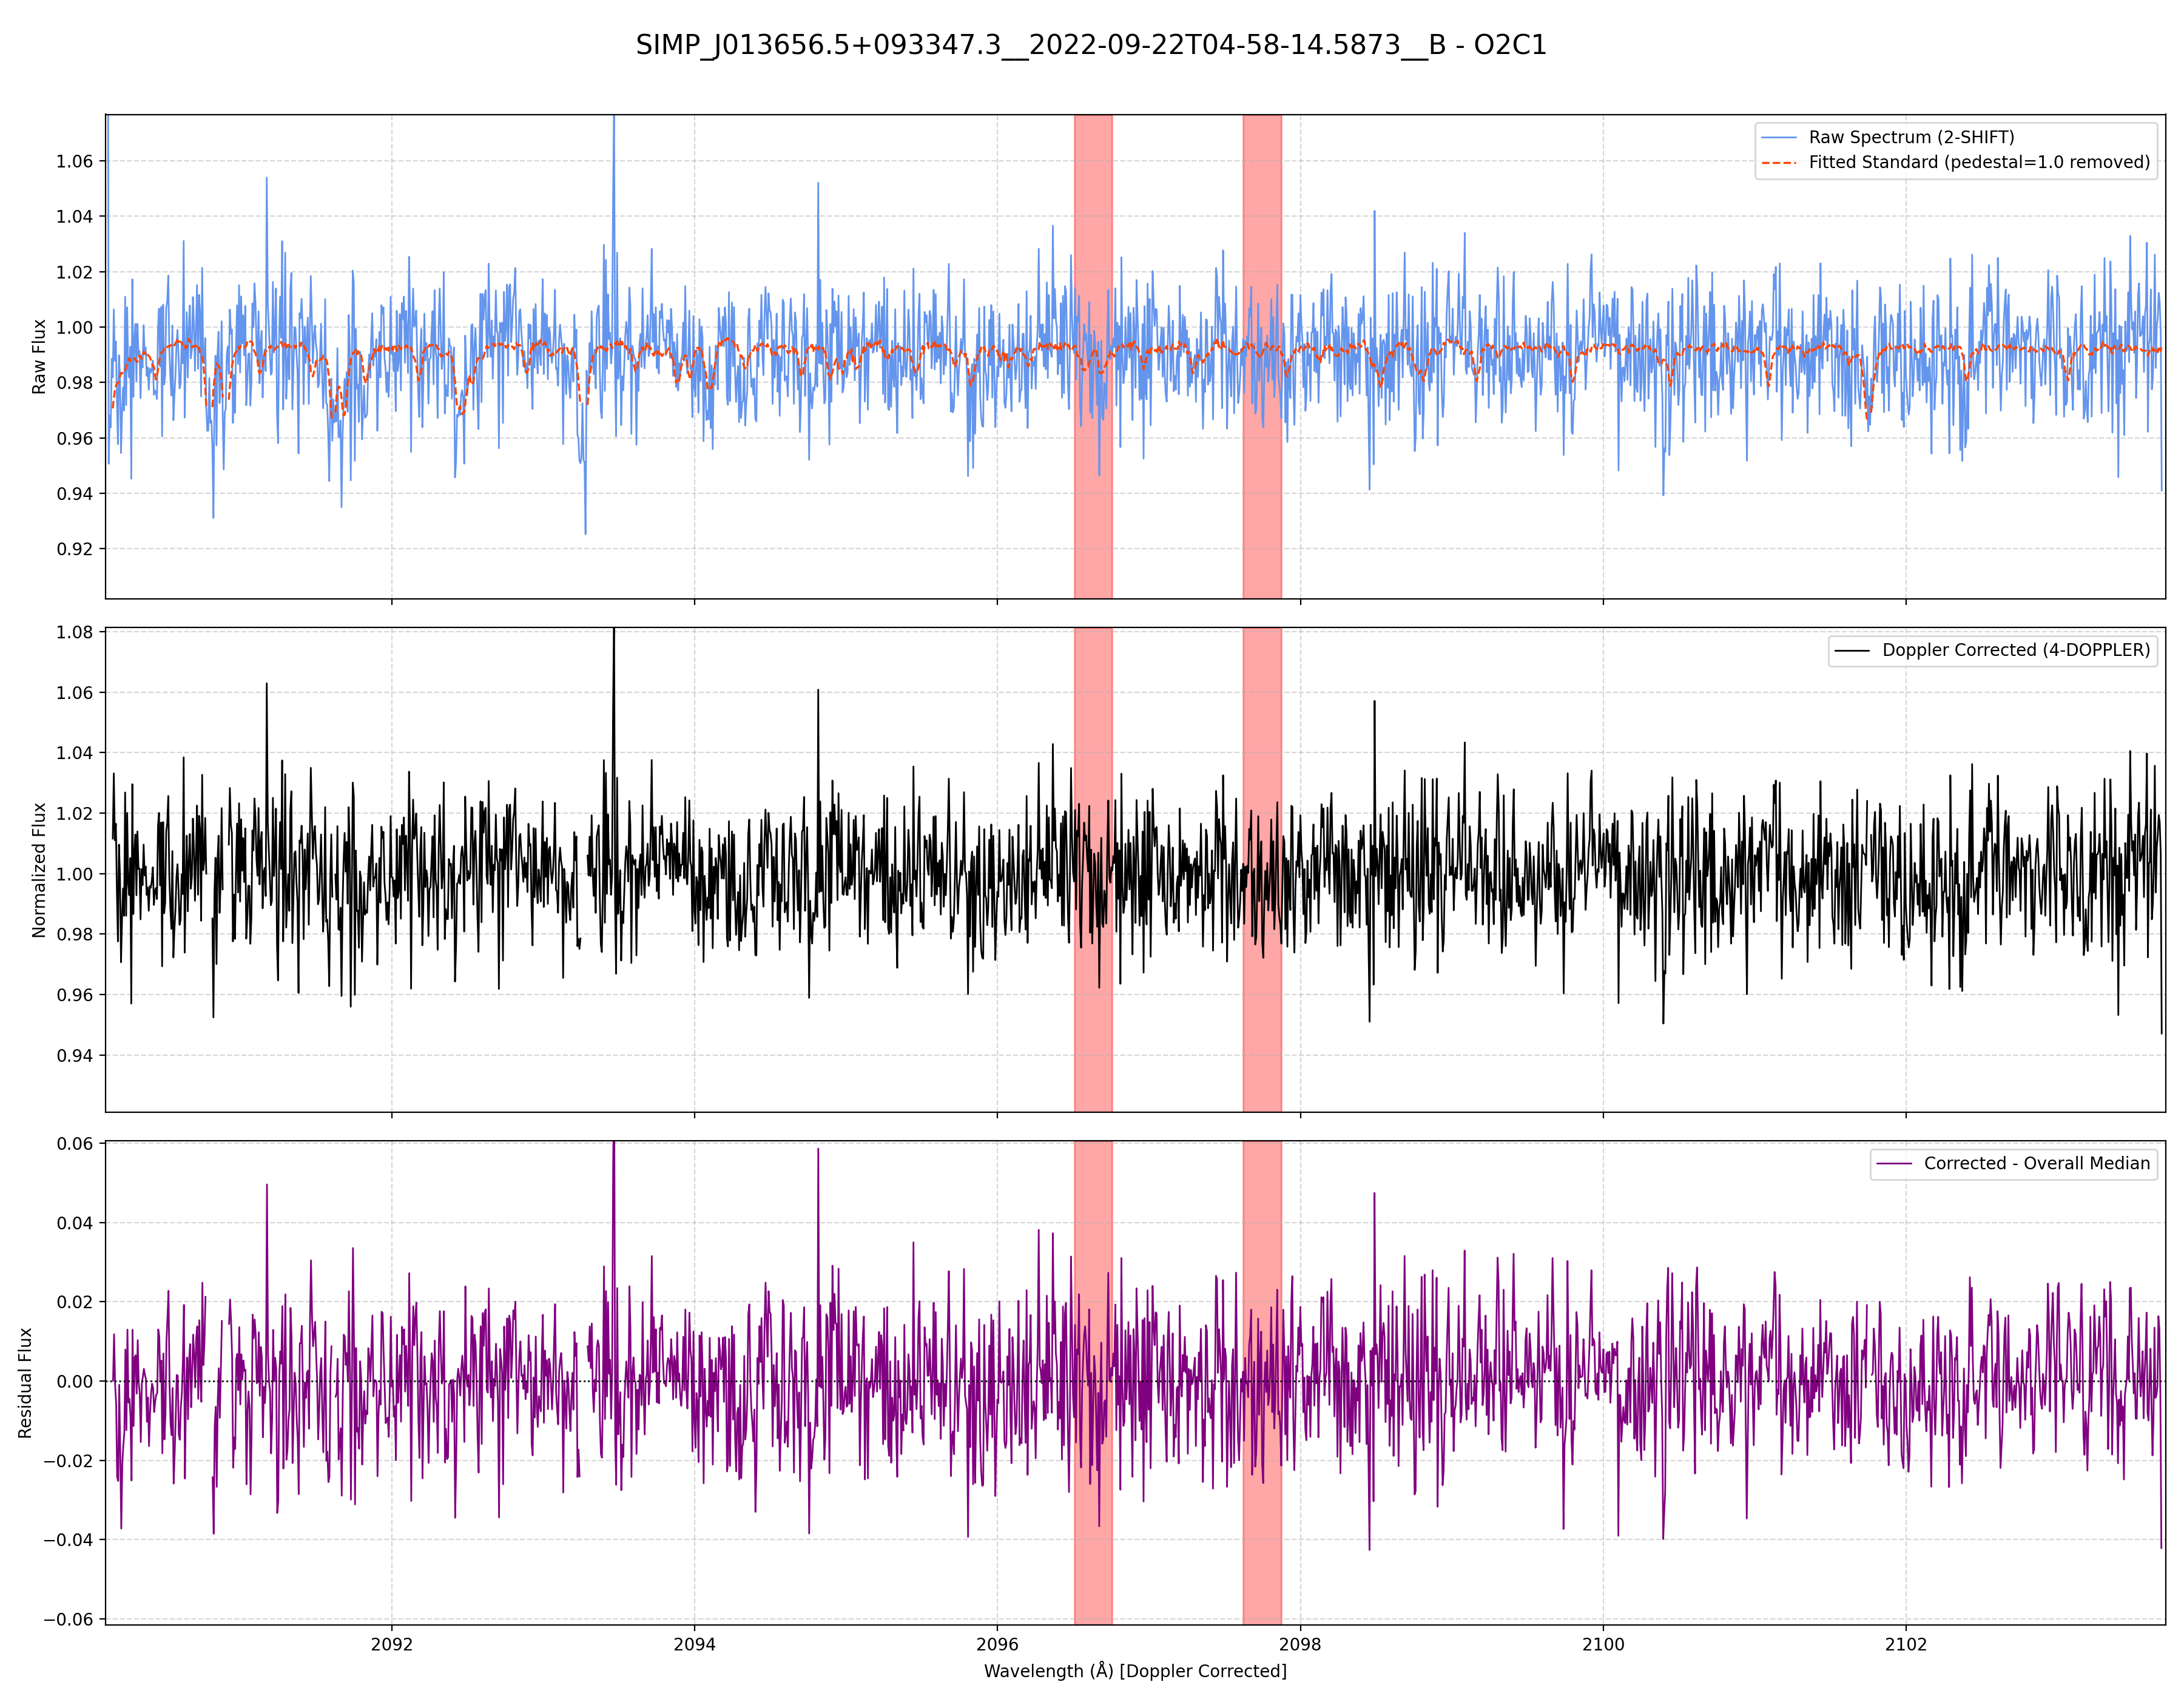 SIMP_J013656.5+093347.3__2022-09-22T04-58-14.5873__B - O2C1
Raw Flux
1.06
1.04
1.02
1.00
0.98
0.96
0.94
0.92
Raw Spectrum (2-SHIFT)
Fitted Standard (pedestal=1.0 removed)
Normalized Flux
1.08
1.06
1.04
1.02
1.00
0.98
0.96
0.94
Doppler Corrected (4-DOPPLER)
Residual Flux
0.06
0.04
0.02
0.00
−0.02
−0.04
−0.06
Corrected - Overall Median
2092 2094 2096 2098 2100 2102
Wavelength (Å) [Doppler Corrected]